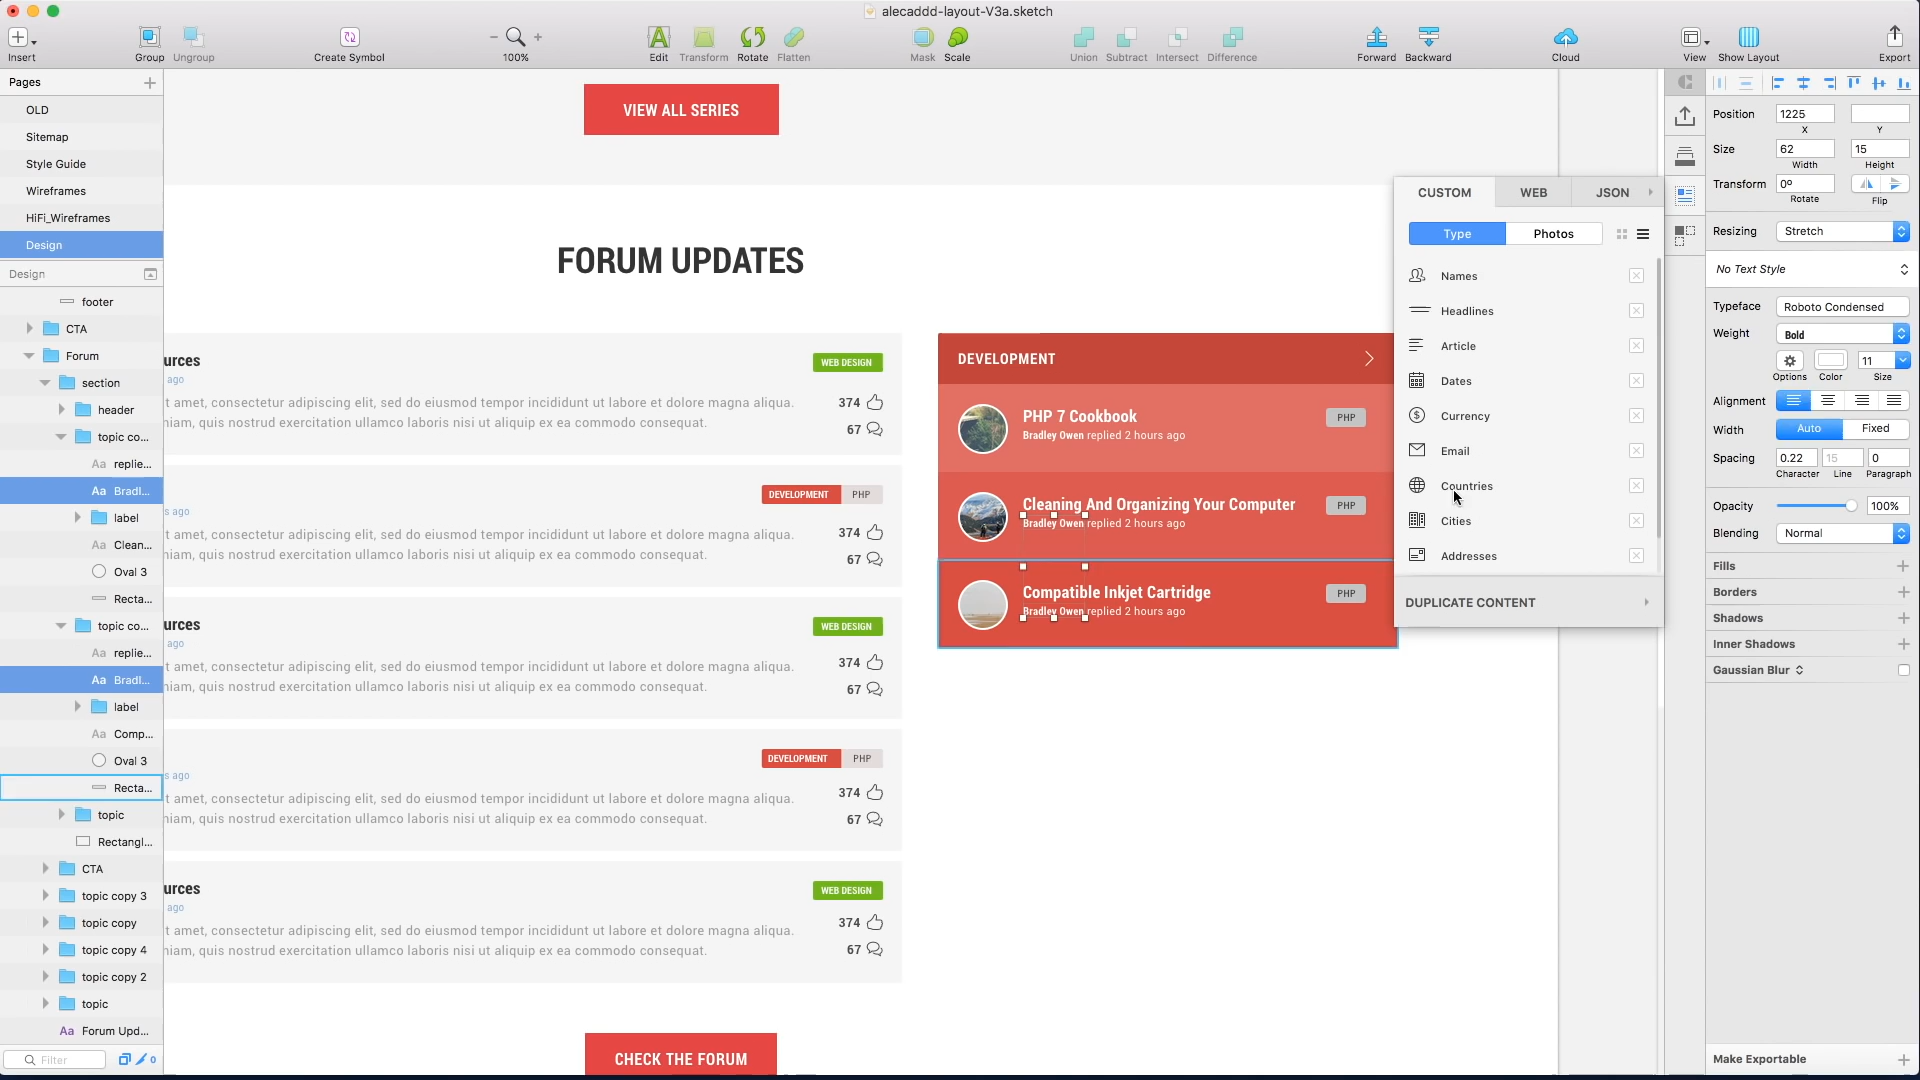 alecaddd-layout-V3a.sketch
Insert
Group
Ungroup
Create Symbol
100%
Edit
Transform
Rotate
Flatten
Mask
Scale
Union
Subtract
Intersect
Difference
Forward
Backward
Cloud
View
Show Layout
Export
Pages
OLD
Sitemap
Style Guide
Wireframes
HiFi_Wireframes
Design
Design
footer
CTA
Forum
section
header
topic co...
Aa replie...
Aa Bradl...
label
Aa Clean...
Oval 3
Recta...
topic co...
Aa replie...
Aa Bradl...
label
Aa Comp...
Oval 3
Recta...
topic
Rectangl...
CTA
topic copy 3
topic copy
topic copy 4
topic copy 2
topic
Aa Forum Upd...
Filter
0
VIEW ALL SERIES
FORUM UPDATES
urces
WEB DESIGN
ago
t amet, consectetur adipiscing elit, sed do eiusmod tempor incididunt ut labore et dolore magna aliqua.
niam, quis nostrud exercitation ullamco laboris nisi ut aliquip ex ea commodo consequat.
374
67
DEVELOPMENT PHP
s ago
t amet, consectetur adipiscing elit, sed do eiusmod tempor incididunt ut labore et dolore magna aliqua.
niam, quis nostrud exercitation ullamco laboris nisi ut aliquip ex ea commodo consequat.
374
67
urces
WEB DESIGN
ago
t amet, consectetur adipiscing elit, sed do eiusmod tempor incididunt ut labore et dolore magna aliqua.
niam, quis nostrud exercitation ullamco laboris nisi ut aliquip ex ea commodo consequat.
374
67
DEVELOPMENT PHP
s ago
t amet, consectetur adipiscing elit, sed do eiusmod tempor incididunt ut labore et dolore magna aliqua.
niam, quis nostrud exercitation ullamco laboris nisi ut aliquip ex ea commodo consequat.
374
67
urces
WEB DESIGN
ago
t amet, consectetur adipiscing elit, sed do eiusmod tempor incididunt ut labore et dolore magna aliqua.
niam, quis nostrud exercitation ullamco laboris nisi ut aliquip ex ea commodo consequat.
374
67
DEVELOPMENT
PHP 7 Cookbook
Bradley Owen replied 2 hours ago
PHP
Cleaning And Organizing Your Computer
Bradley Owen replied 2 hours ago
PHP
Compatible Inkjet Cartridge
Bradley Owen replied 2 hours ago
PHP
CHECK THE FORUM
CUSTOM
WEB
JSON
Type
Photos
Names
Headlines
Article
Dates
Currency
Email
Countries
Cities
Addresses
DUPLICATE CONTENT
Position 1225
X Y
Size 62 15
Width Height
Transform 0º
Rotate Flip
Resizing Stretch
No Text Style
Typeface Roboto Condensed
Weight Bold
11
Options Color Size
Alignment
Width Auto Fixed
Spacing 0.22 15 0
Character Line Paragraph
Opacity 100%
Blending Normal
Fills
Borders
Shadows
Inner Shadows
Gaussian Blur
Make Exportable